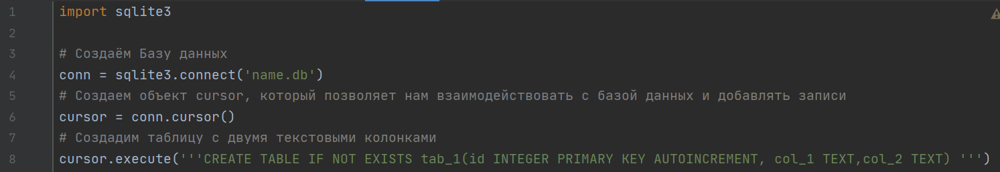 1 import sqlite3
2
3 # Создаём Базу данных
4 conn = sqlite3.connect('name.db')
5 # Создаем объект cursor, который позволяет нам взаимодействовать с базой данных и добавлять записи
6 cursor = conn.cursor()
7 # Создадим таблицу с двумя текстовыми колонками
8 cursor.execute('''CREATE TABLE IF NOT EXISTS tab_1(id INTEGER PRIMARY KEY AUTOINCREMENT, col_1 TEXT,col_2 TEXT) ''')